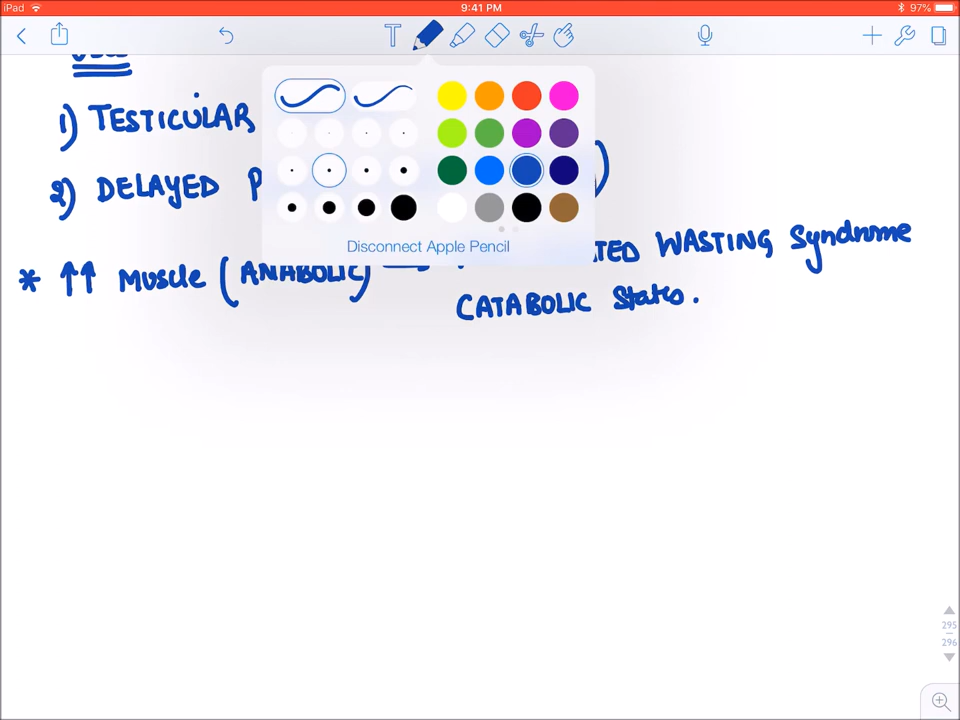 iPad 9:41 PM 97%
T
1) TESTICULAR
2) DELAYED P )
Disconnect Apple Pencil
* ↑↑ Muscle (ANABOLIC) TED WASTING Syndrome
CATABOLIC States.
295
296